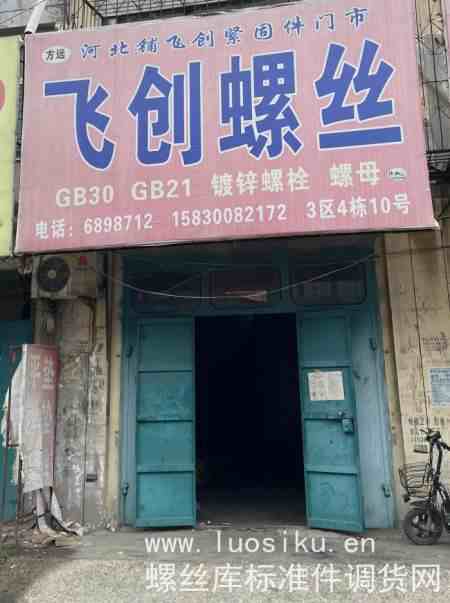 方远
河北铺飞创紧固件门市
飞创螺丝
GB30 GB21 镀锌螺栓 螺母
电话：6898712 15830082172 3区4栋10号
www.luosiku.cn
螺丝库标准件调货网